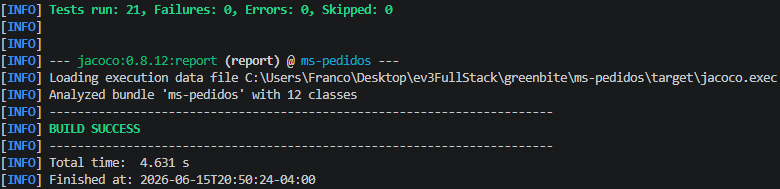 [INFO] Tests run: 21, Failures: 0, Errors: 0, Skipped: 0
[INFO]
[INFO]
[INFO] --- jacoco:0.8.12:report (report) @ ms-pedidos ---
[INFO] Loading execution data file C:\Users\Franco\Desktop\ev3FullStack\greenbite\ms-pedidos\target\jacoco.exec
[INFO] Analyzed bundle 'ms-pedidos' with 12 classes
[INFO] ------------------------------------------------------------------------
[INFO] BUILD SUCCESS
[INFO] ------------------------------------------------------------------------
[INFO] Total time:  4.631 s
[INFO] Finished at: 2026-06-15T20:50:24-04:00